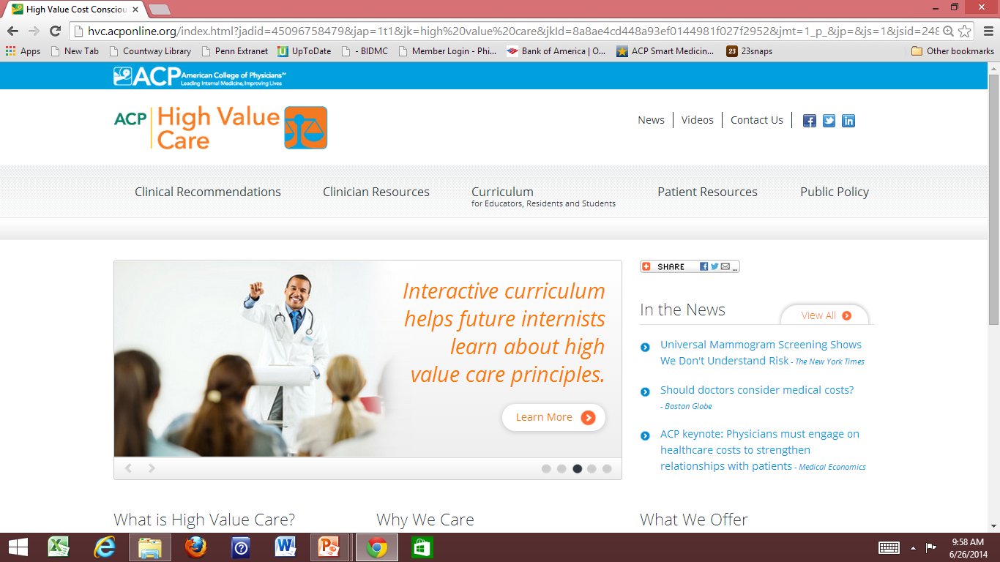 High Value Cost Consciou
hvc.acponline.org/index.html?jadid=45096758479&jap=1t1&jk=high%20value%20care&jkId=8a8ae4cd448a93ef0144981f027f2952&jmt=1_p_&jp=&js=1&jsid=248
Apps New Tab Countway Library Penn Extranet UpToDate - BIDMC Member Login - Phi... Bank of America | O... ACP Smart Medicin... 23 23snaps Other bookmarks
ACP American College of Physicians℠
Leading Internal Medicine, Improving Lives
ACP High Value
Care
News Videos Contact Us
Clinical Recommendations Clinician Resources Curriculum Patient Resources Public Policy
for Educators, Residents and Students
Interactive curriculum
helps future internists
learn about high
value care principles.
Learn More
SHARE ...
In the News View All
Universal Mammogram Screening Shows
We Don't Understand Risk - The New York Times
Should doctors consider medical costs?
- Boston Globe
ACP keynote: Physicians must engage on
healthcare costs to strengthen
relationships with patients - Medical Economics
What is High Value Care? Why We Care What We Offer
9:58 AM
6/26/2014